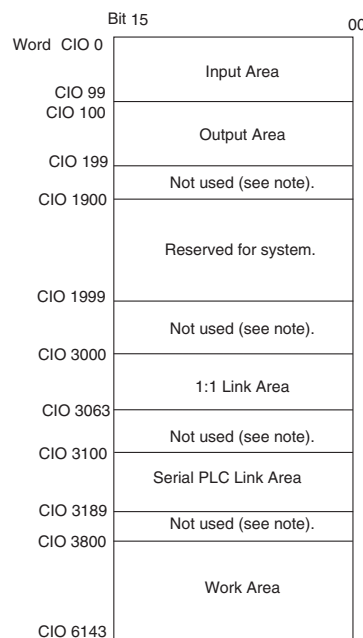 Bit 15 00
Word CIO 0
Input Area
CIO 99
CIO 100
Output Area
CIO 199
Not used (see note).
CIO 1900
Reserved for system.
CIO 1999
Not used (see note).
CIO 3000
1:1 Link Area
CIO 3063
Not used (see note).
CIO 3100
Serial PLC Link Area
CIO 3189
Not used (see note).
CIO 3800
Work Area
CIO 6143